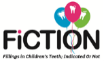 FiCTION
Fillings in Children's Teeth; Indicated Or Not